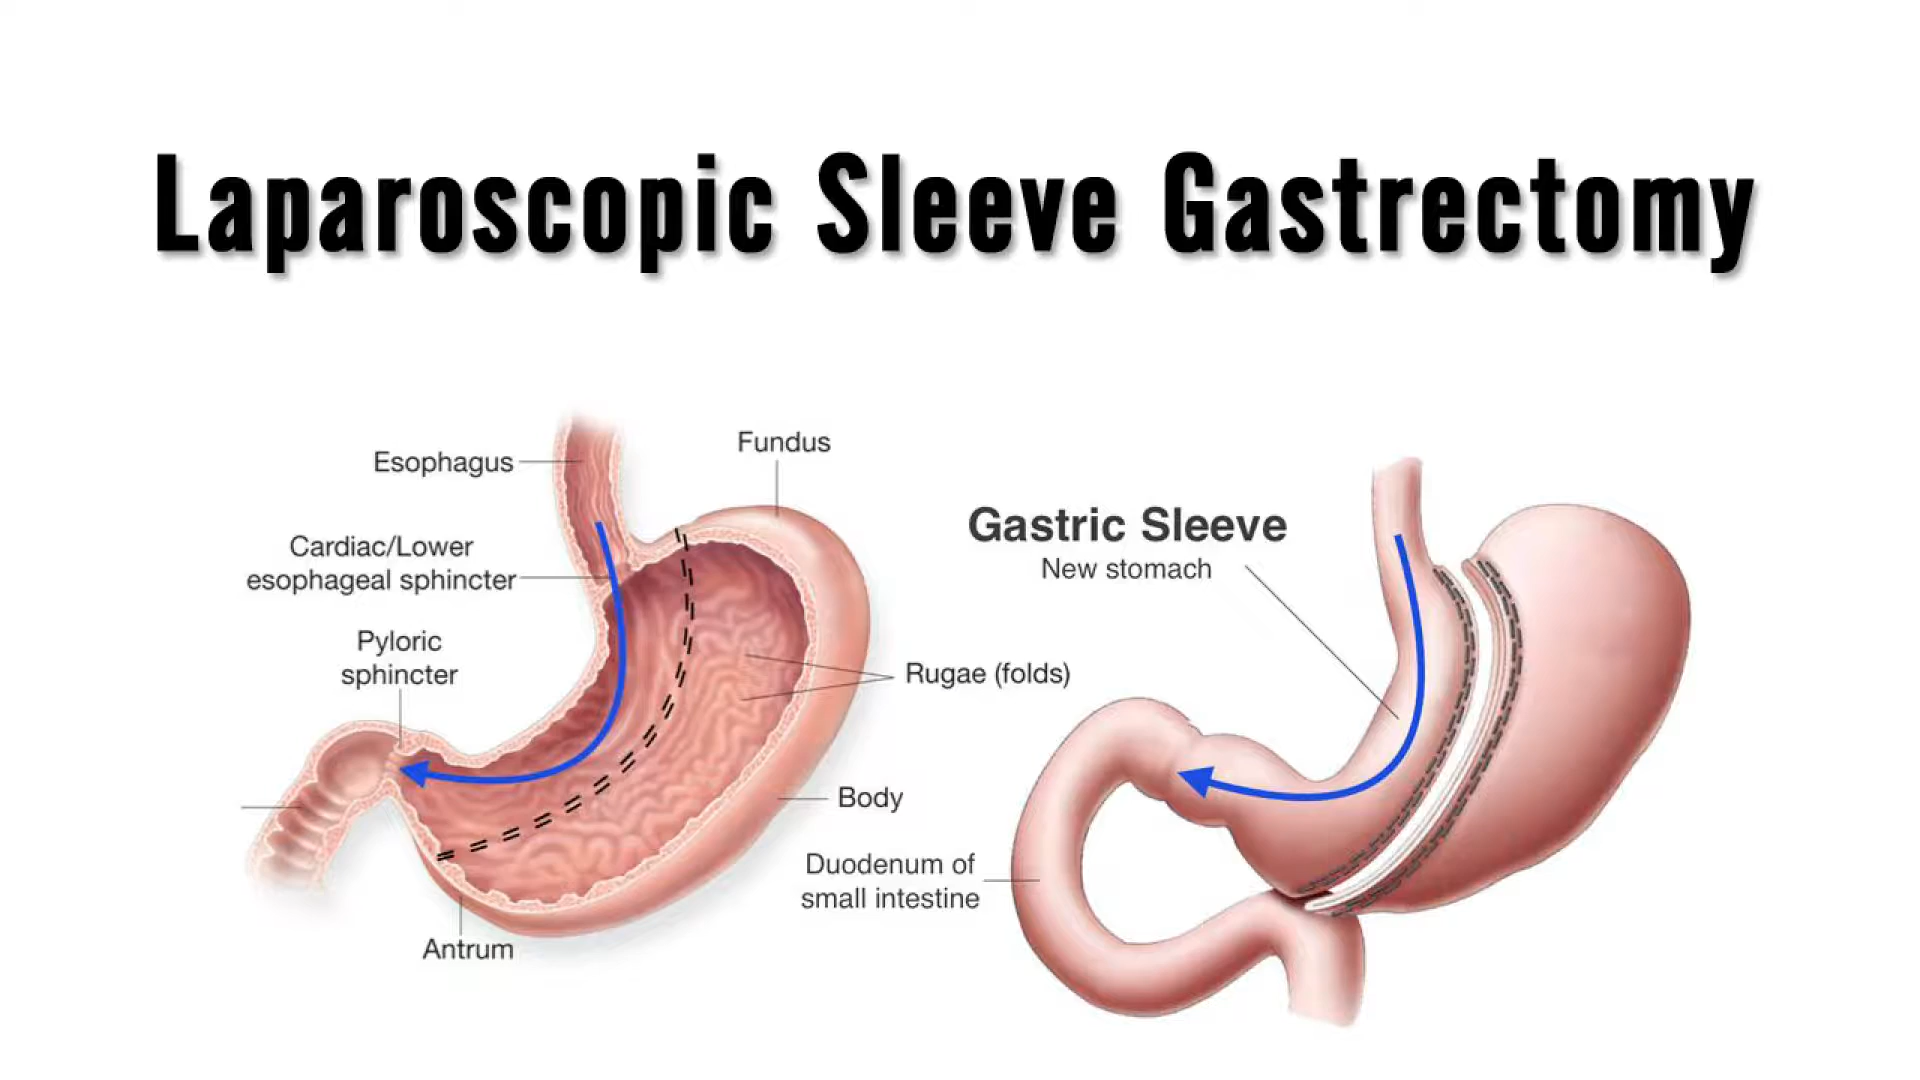 Laparoscopic Sleeve Gastrectomy
Esophagus
Fundus
Cardiac/Lower
esophageal sphincter
Pyloric
sphincter
Rugae (folds)
Body
Antrum
Gastric Sleeve
New stomach
Duodenum of
small intestine